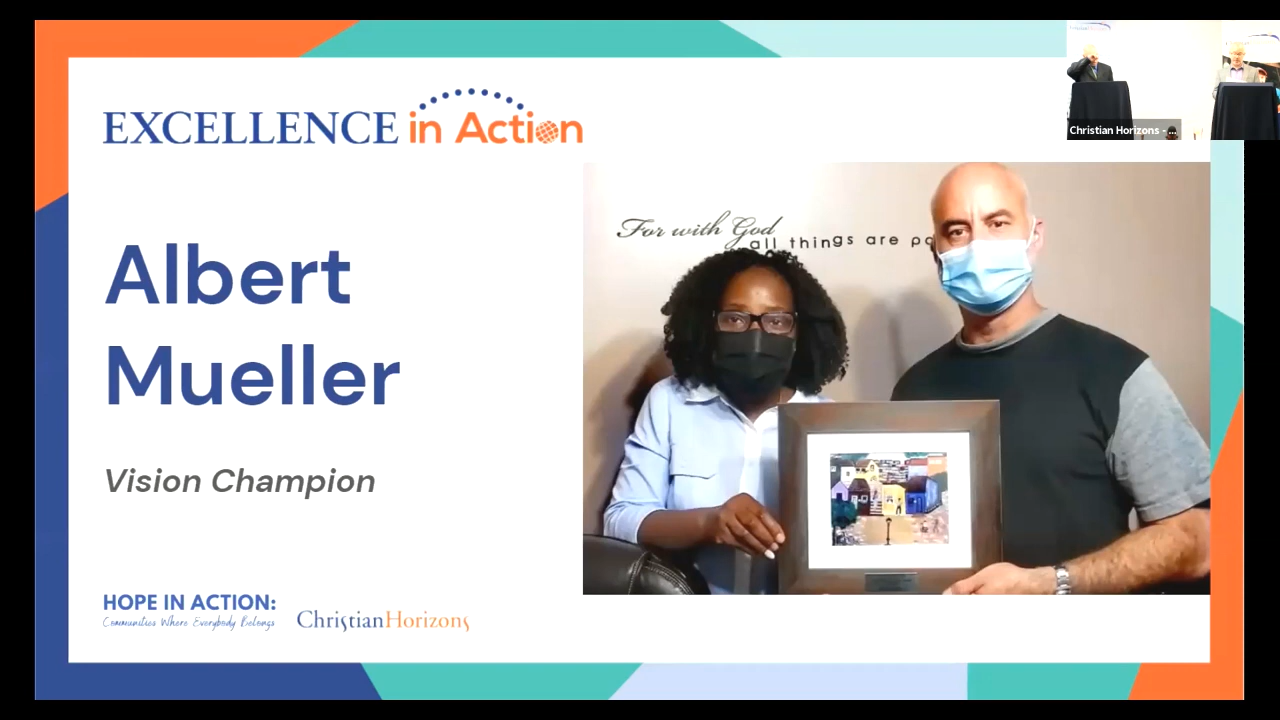 EXCELLENCE in Action
Albert
Mueller
Vision Champion
For with God
all things are po
HOPE IN ACTION:
Communities Where Everybody Belongs
ChristianHorizons
Christian Horizons - ...